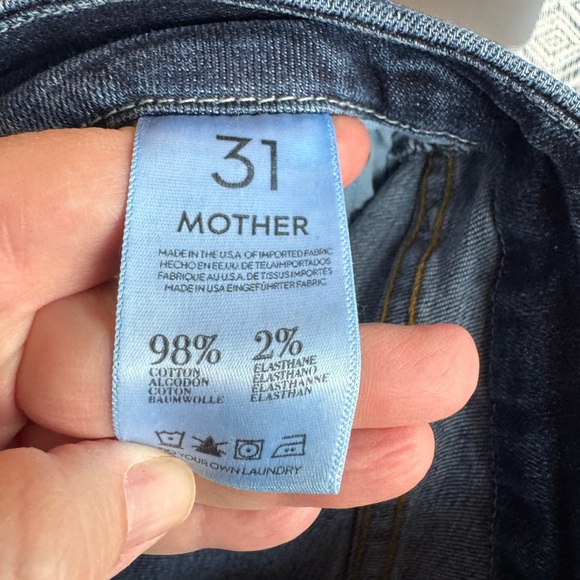 31
MOTHER
MADE IN THE U.S.A. OF IMPORTED FABRIC
HECHO EN EE.UU. DE TELA IMPORTADOS
FABRIQUE AU U.S.A. DE TISSUS IMPORTES
MADE IN USA EINGEFÜHRTER FABRIC
98%
COTTON
ALGODON
COTON
BAUMWOLLE
2%
ELASTHANE
ELASTHANO
ELASTHANNE
ELASTHAN
YOUR OWN LAUNDRY